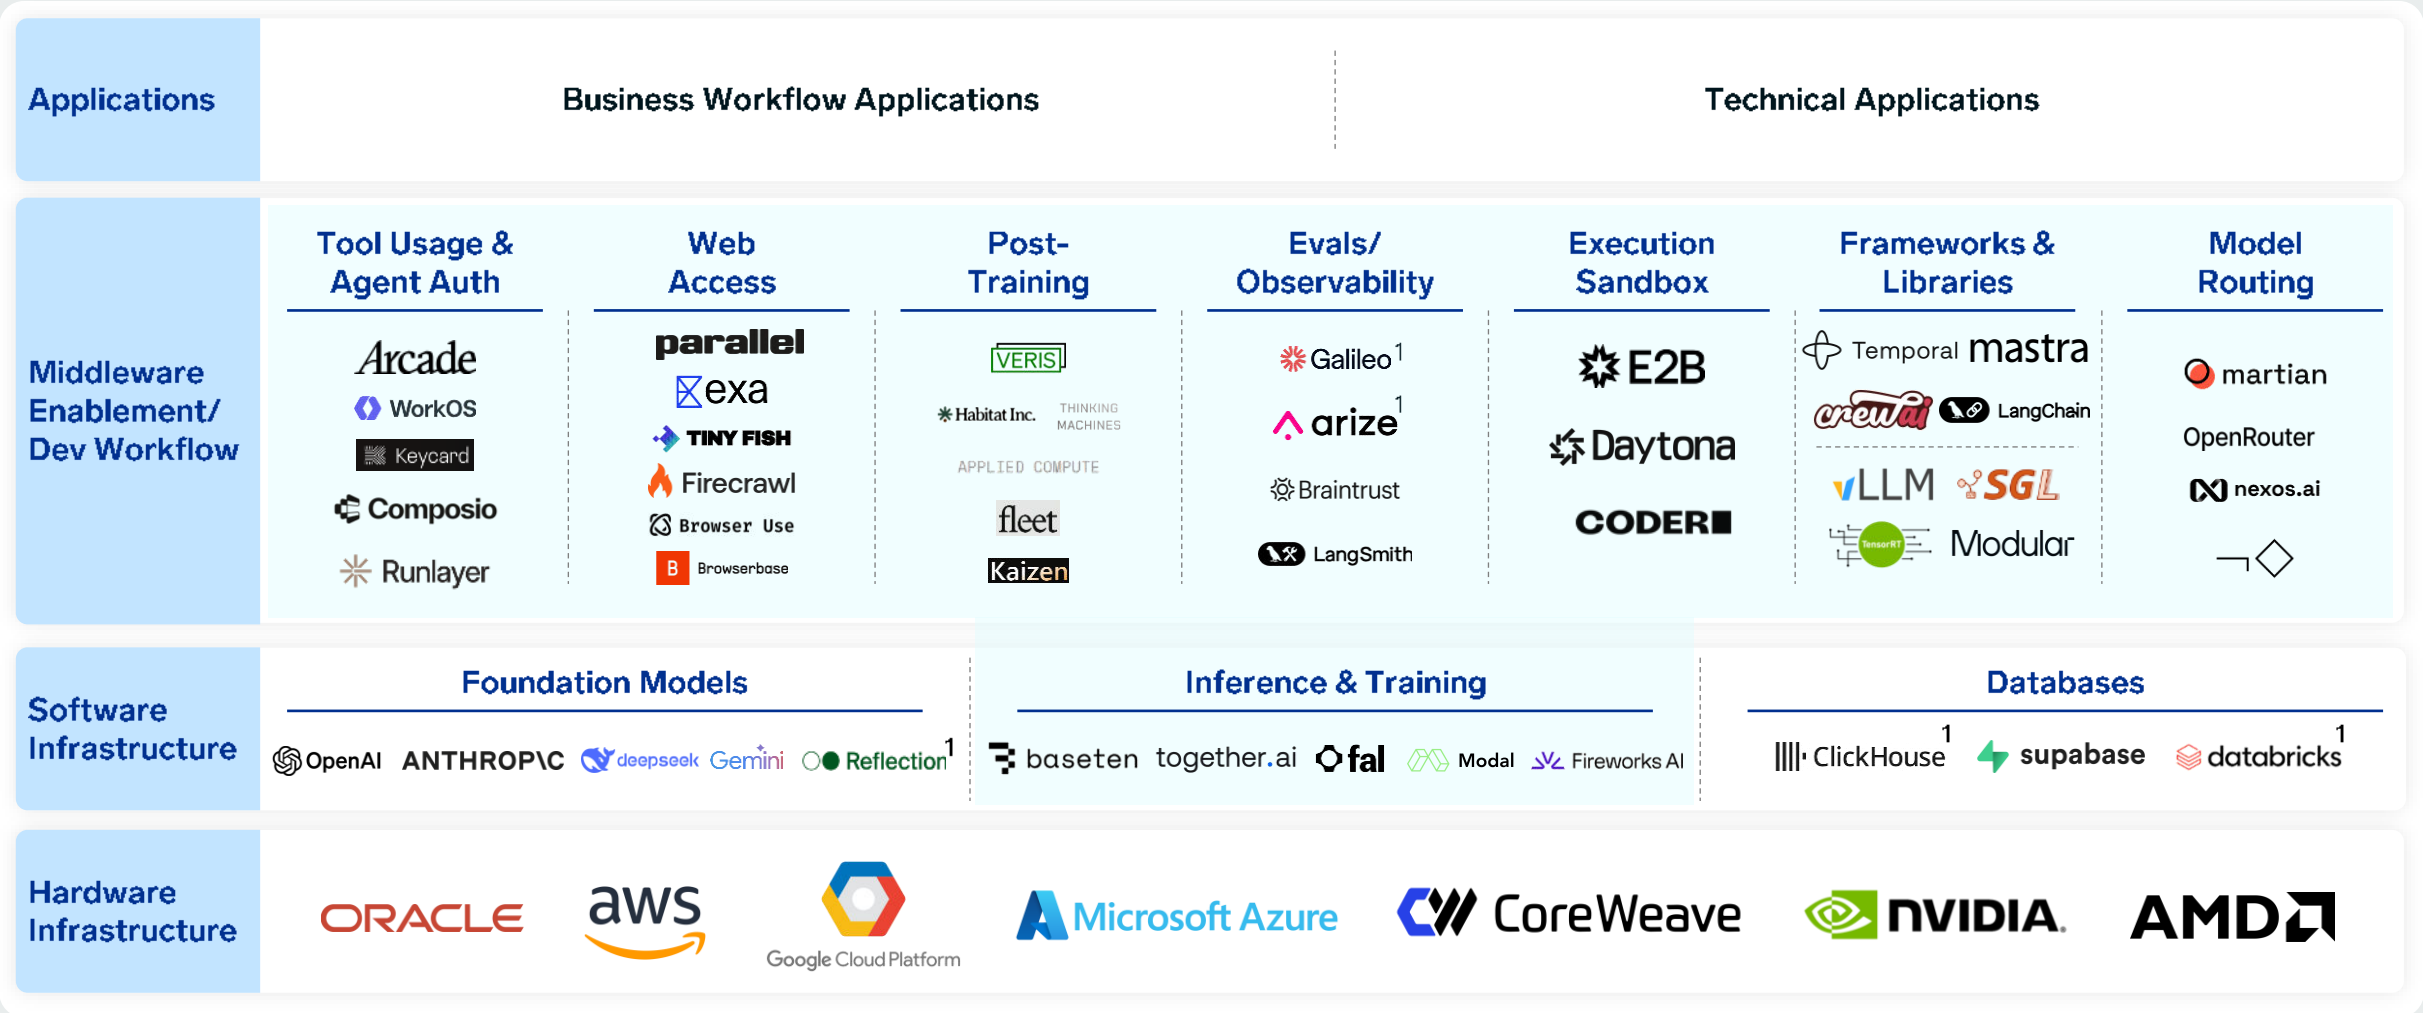 Applications
Business Workflow Applications
Technical Applications
Middleware
Enablement/
Dev Workflow
Tool Usage &
Agent Auth
Arcade
WorkOS
Keycard
Composio
Runlayer
Web
Access
parallel
exa
TINY FISH
Firecrawl
Browser Use
B Browserbase
Post-
Training
VERIS
Habitat Inc.
THINKING
MACHINES
APPLIED COMPUTE
fleet
Kaizen
Evals/
Observability
Galileo1
arize1
Braintrust
LangSmith
Execution
Sandbox
E2B
Daytona
CODER
Frameworks &
Libraries
Temporal mastra
crewai LangChain
vLLM SGL
TensorRT Modular
Model
Routing
martian
OpenRouter
nexos.ai
Software
Infrastructure
Foundation Models
OpenAI ANTHROP\C deepseek Gemini Reflection1
Inference & Training
baseten together.ai fal Modal Fireworks AI
Databases
ClickHouse1 supabase databricks1
Hardware
Infrastructure
ORACLE
aws
Google Cloud Platform
Microsoft Azure
CoreWeave
NVIDIA.
AMD